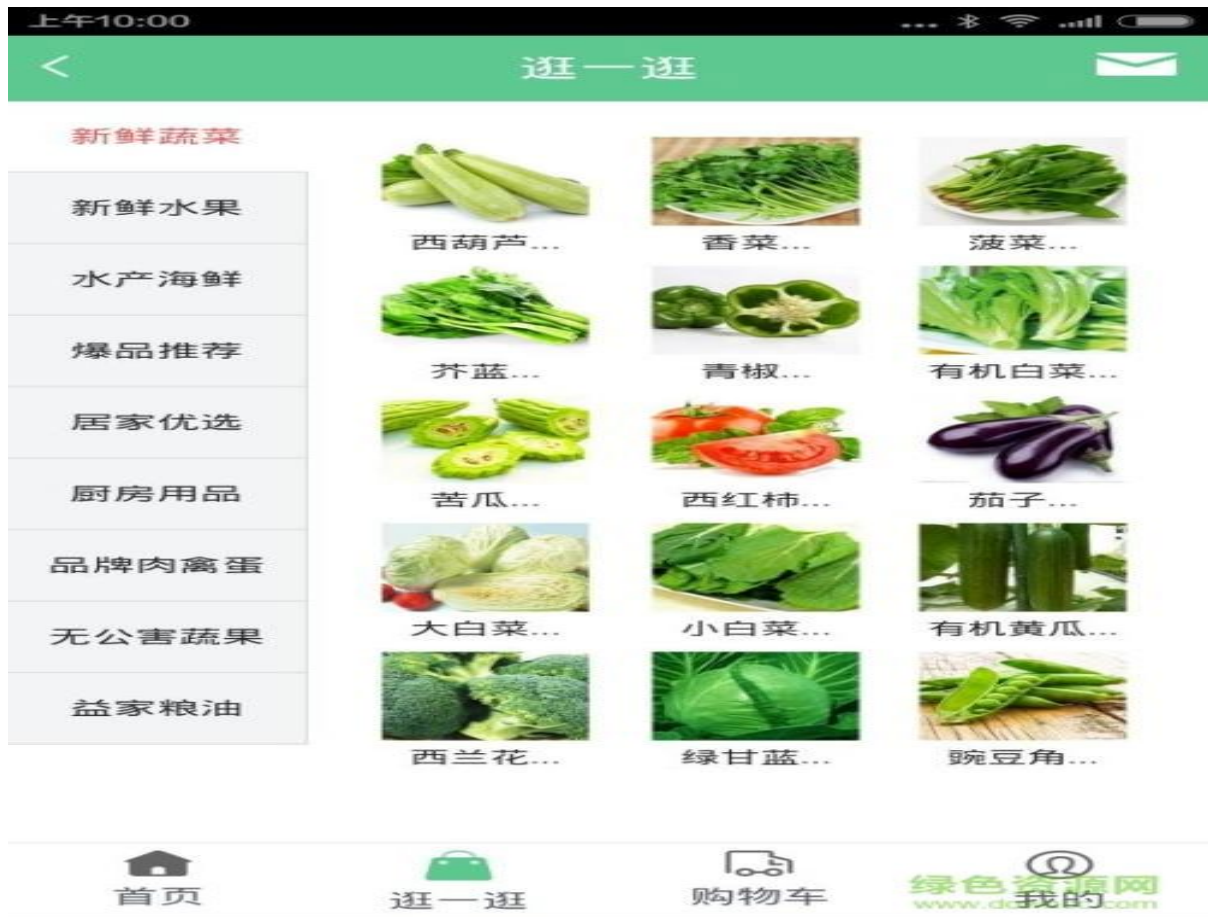 上午10:00
逛一逛
新鲜蔬菜
新鲜水果
水产海鲜
爆品推荐
居家优选
厨房用品
品牌肉禽蛋
无公害蔬果
益家粮油
西葫芦... 香菜... 菠菜...
芥蓝... 青椒... 有机白菜...
苦瓜... 西红柿... 茄子...
大白菜... 小白菜... 有机黄瓜...
西兰花... 绿甘蓝... 豌豆角...
首页 逛一逛 购物车 我的
绿色资源网